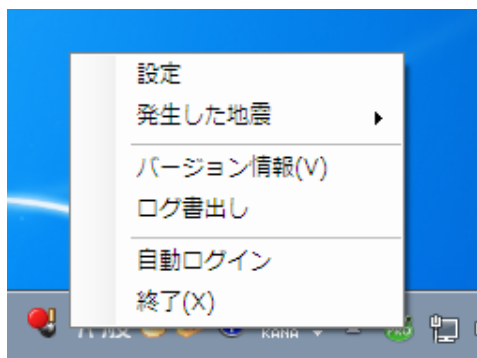 設定
発生した地震
バージョン情報(V)
ログ書出し
自動ログイン
終了(X)
KANA